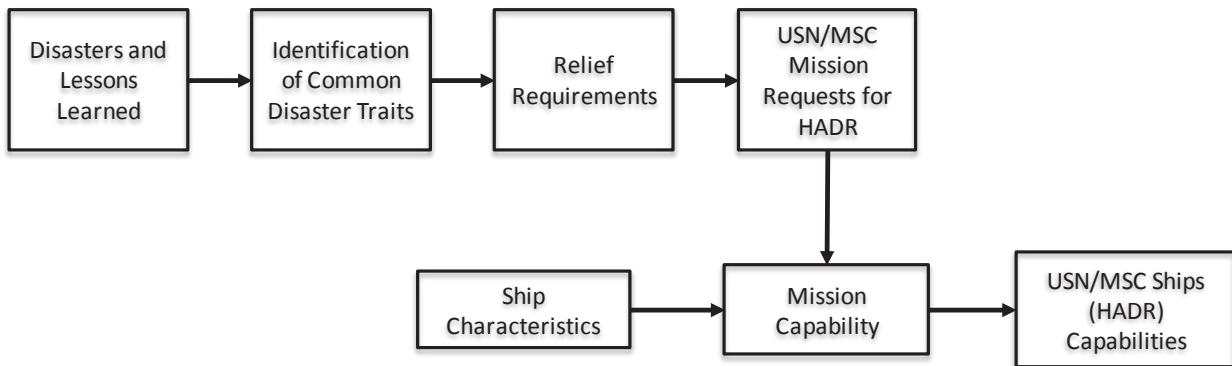 Disasters and
Lessons
Learned
Identification
of Common
Disaster Traits
Relief
Requirements
USN/MSC
Mission
Requests for
HADR
Ship
Characteristics
Mission
Capability
USN/MSC Ships
(HADR)
Capabilities